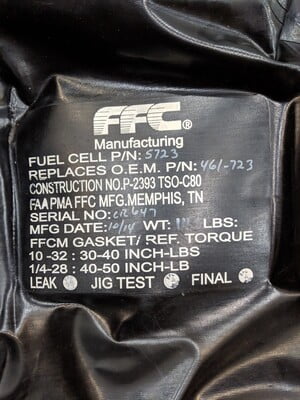 FFC®
Manufacturing
FUEL CELL P/N: 5723
REPLACES O.E.M. P/N: 461-723
CONSTRUCTION NO. P-2393 TSO-C80
FAA PMA FFC MFG. MEMPHIS, TN
SERIAL NO: CR647
MFG DATE: 10/14 WT: LBS:
FFCM GASKET/ REF. TORQUE
10 -32 : 30-40 INCH-LBS
1/4-28 : 40-50 INCH-LB
LEAK JIG TEST FINAL